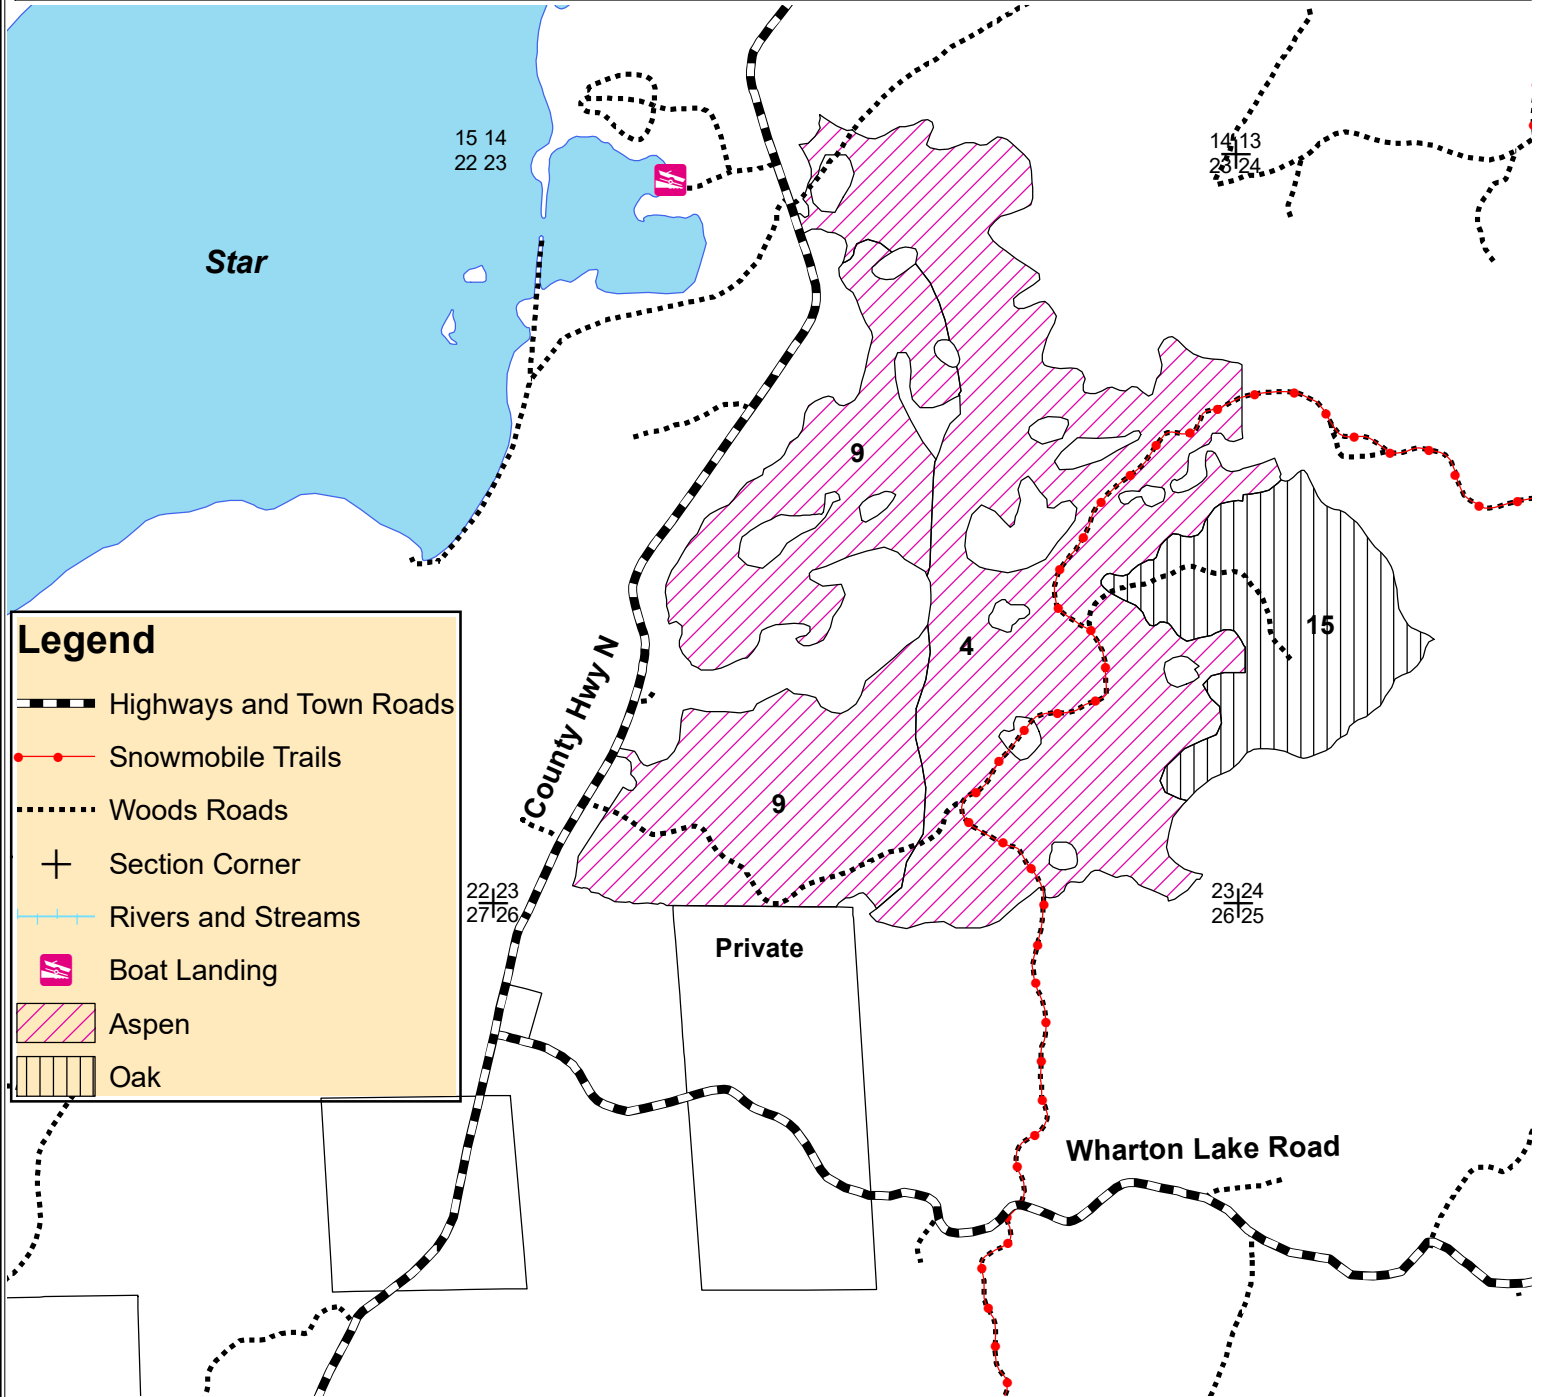 15 14
22 23
14 13
23 24
Star
9
15
4
County Hwy N
9
22 23
27 26
23 24
26 25
Private
Wharton Lake Road
Legend
Highways and Town Roads
Snowmobile Trails
Woods Roads
Section Corner
Rivers and Streams
Boat Landing
Aspen
Oak